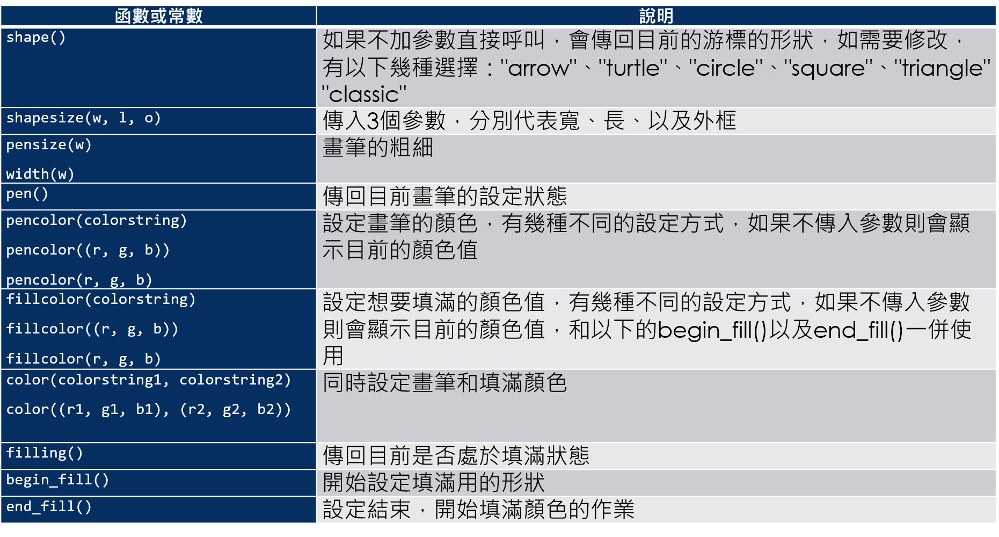 函數或常數 說明
shape()
如果不加參數直接呼叫，會傳回目前的游標的形狀，如需要修改，
有以下幾種選擇："arrow"、"turtle"、"circle"、"square"、"triangle"
"classic"
shapesize(w, l, o)
傳入3個參數，分別代表寬、長、以及外框
pensize(w)
width(w)
畫筆的粗細
pen()
傳回目前畫筆的設定狀態
pencolor(colorstring)
pencolor((r, g, b))
pencolor(r, g, b)
設定畫筆的顏色，有幾種不同的設定方式，如果不傳入參數則會顯
示目前的顏色值
fillcolor(colorstring)
fillcolor((r, g, b))
fillcolor(r, g, b)
設定想要填滿的顏色值，有幾種不同的設定方式，如果不傳入參數
則會顯示目前的顏色值，和以下的begin_fill()以及end_fill()一併使
用
color(colorstring1, colorstring2)
color((r1, g1, b1), (r2, g2, b2))
同時設定畫筆和填滿顏色
filling()
傳回目前是否處於填滿狀態
begin_fill()
開始設定填滿用的形狀
end_fill()
設定結束，開始填滿顏色的作業